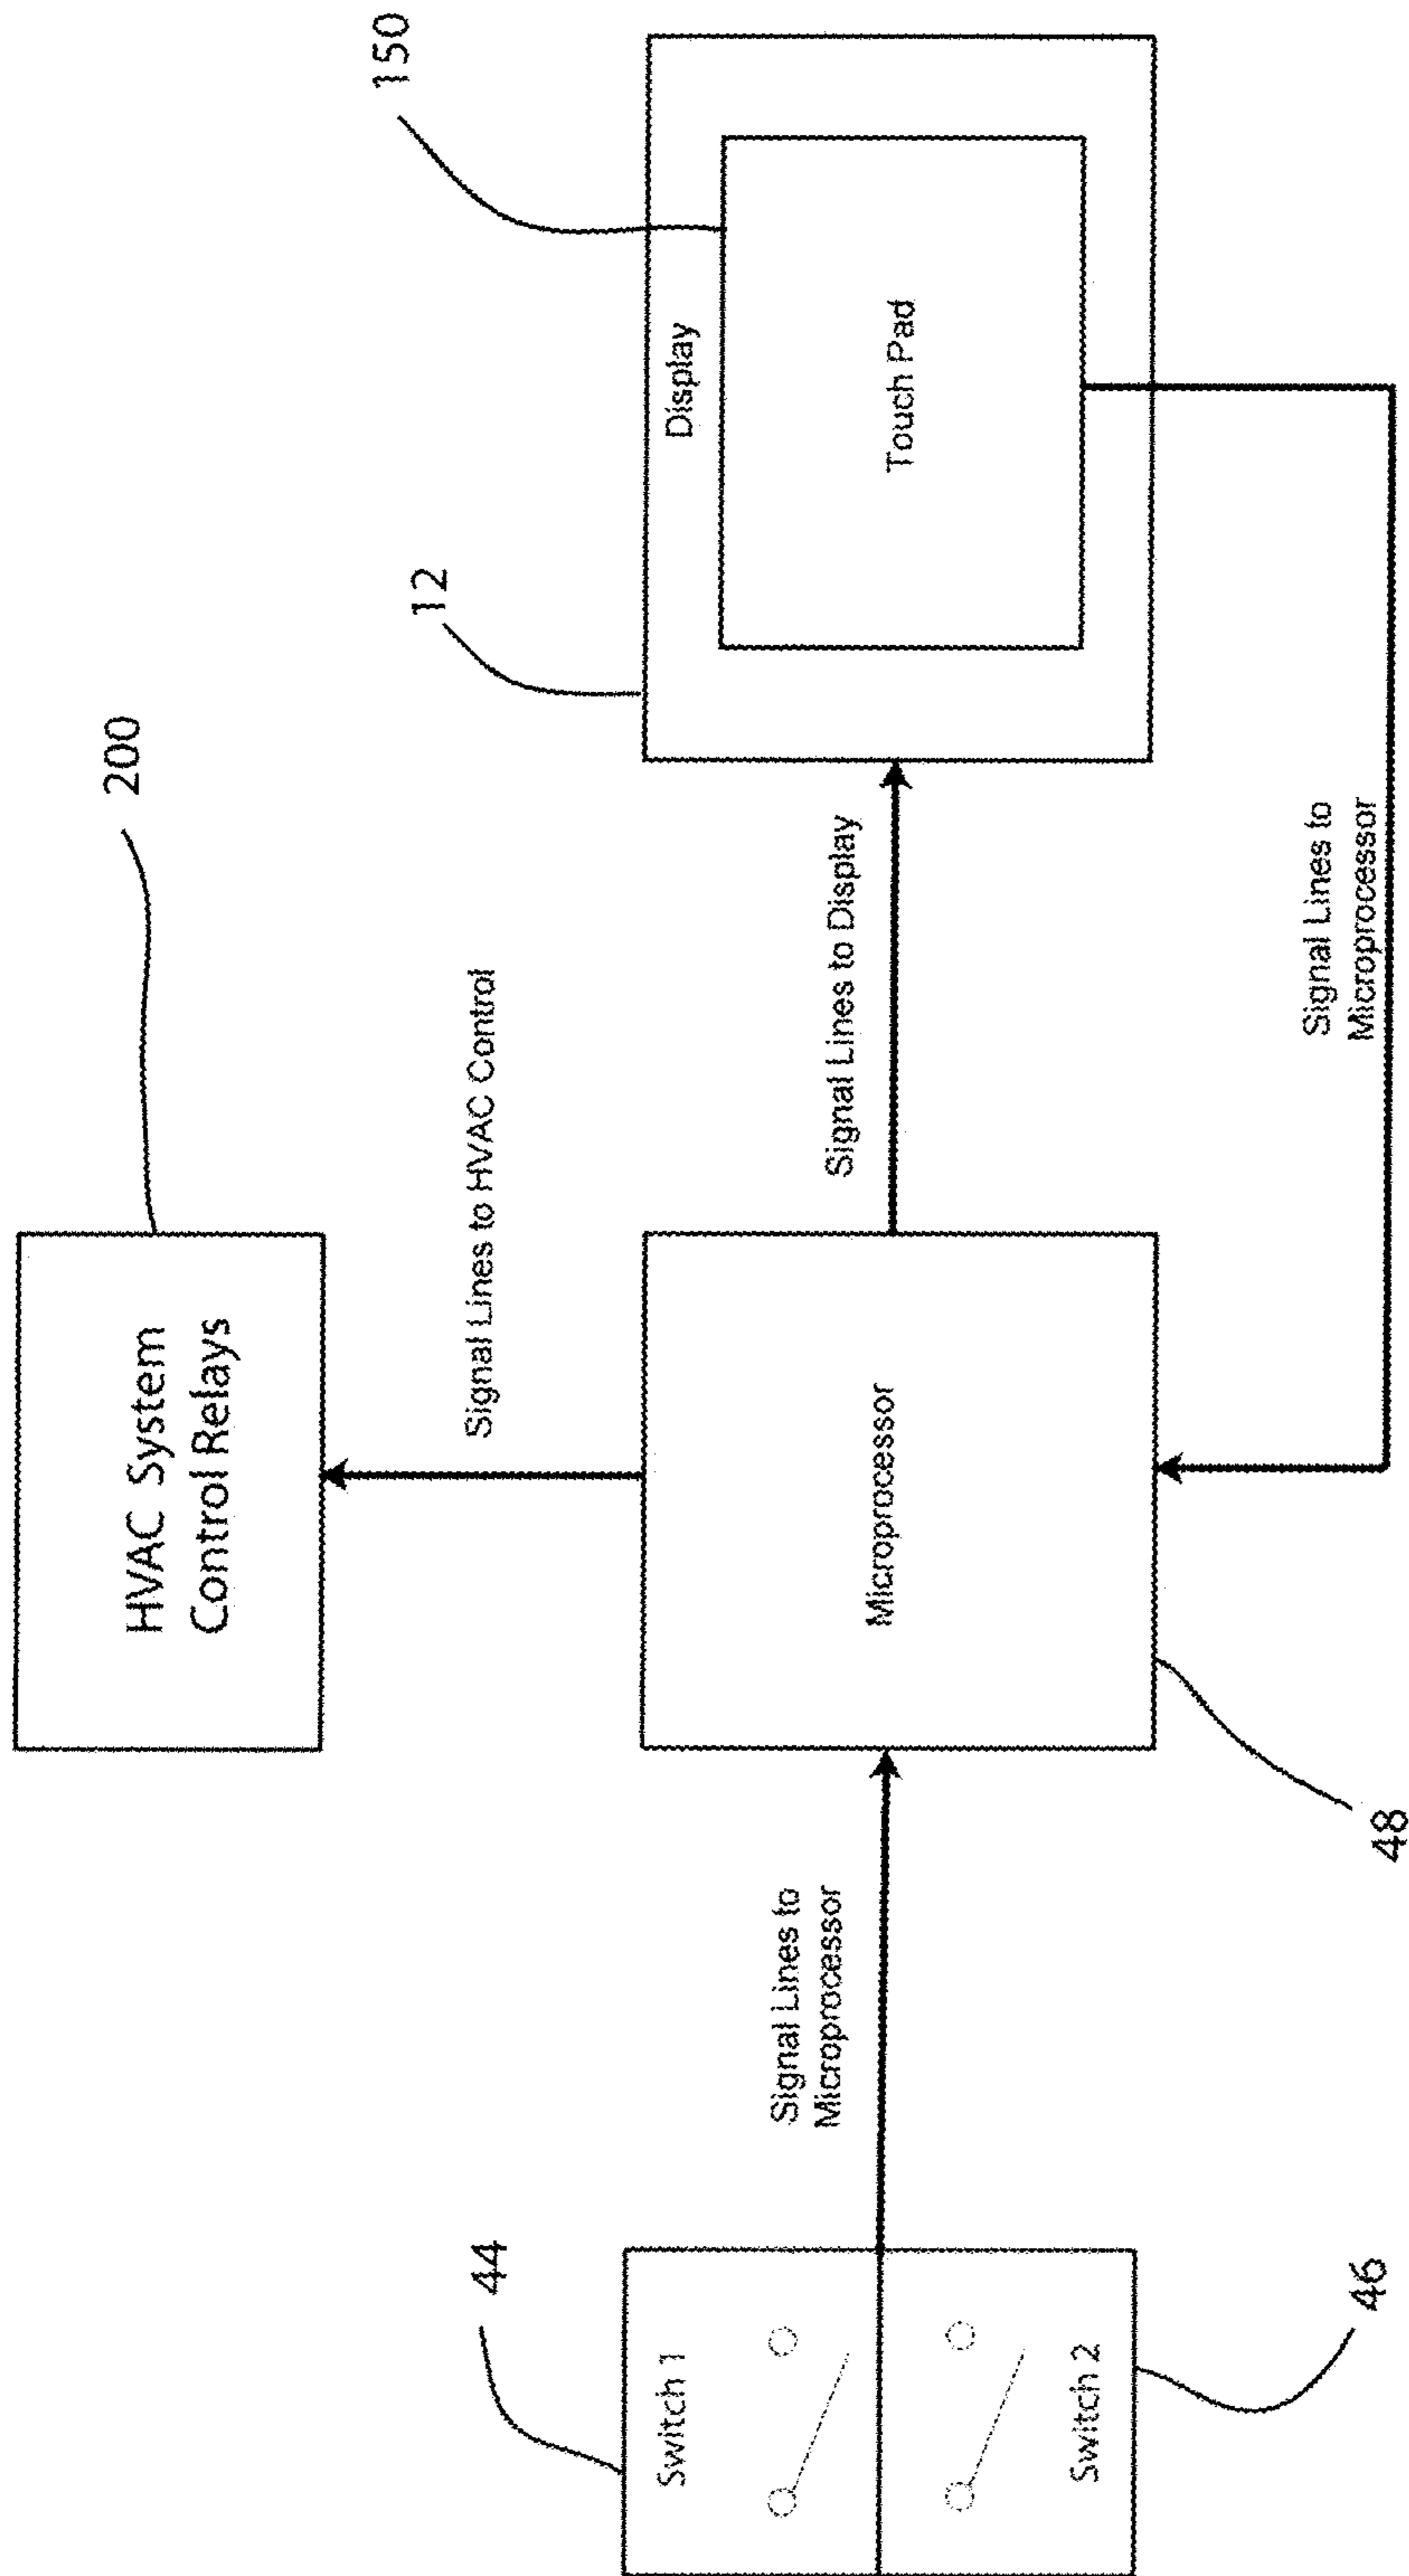 HVAC System
Control Relays
200
Signal Lines to HVAC Control
44
Switch 1
Switch 2
46
Signal Lines to
Microprocessor
Microprocessor
48
Signal Lines to Display
12
150
Display
Touch Pad
Signal Lines to
Microprocessor